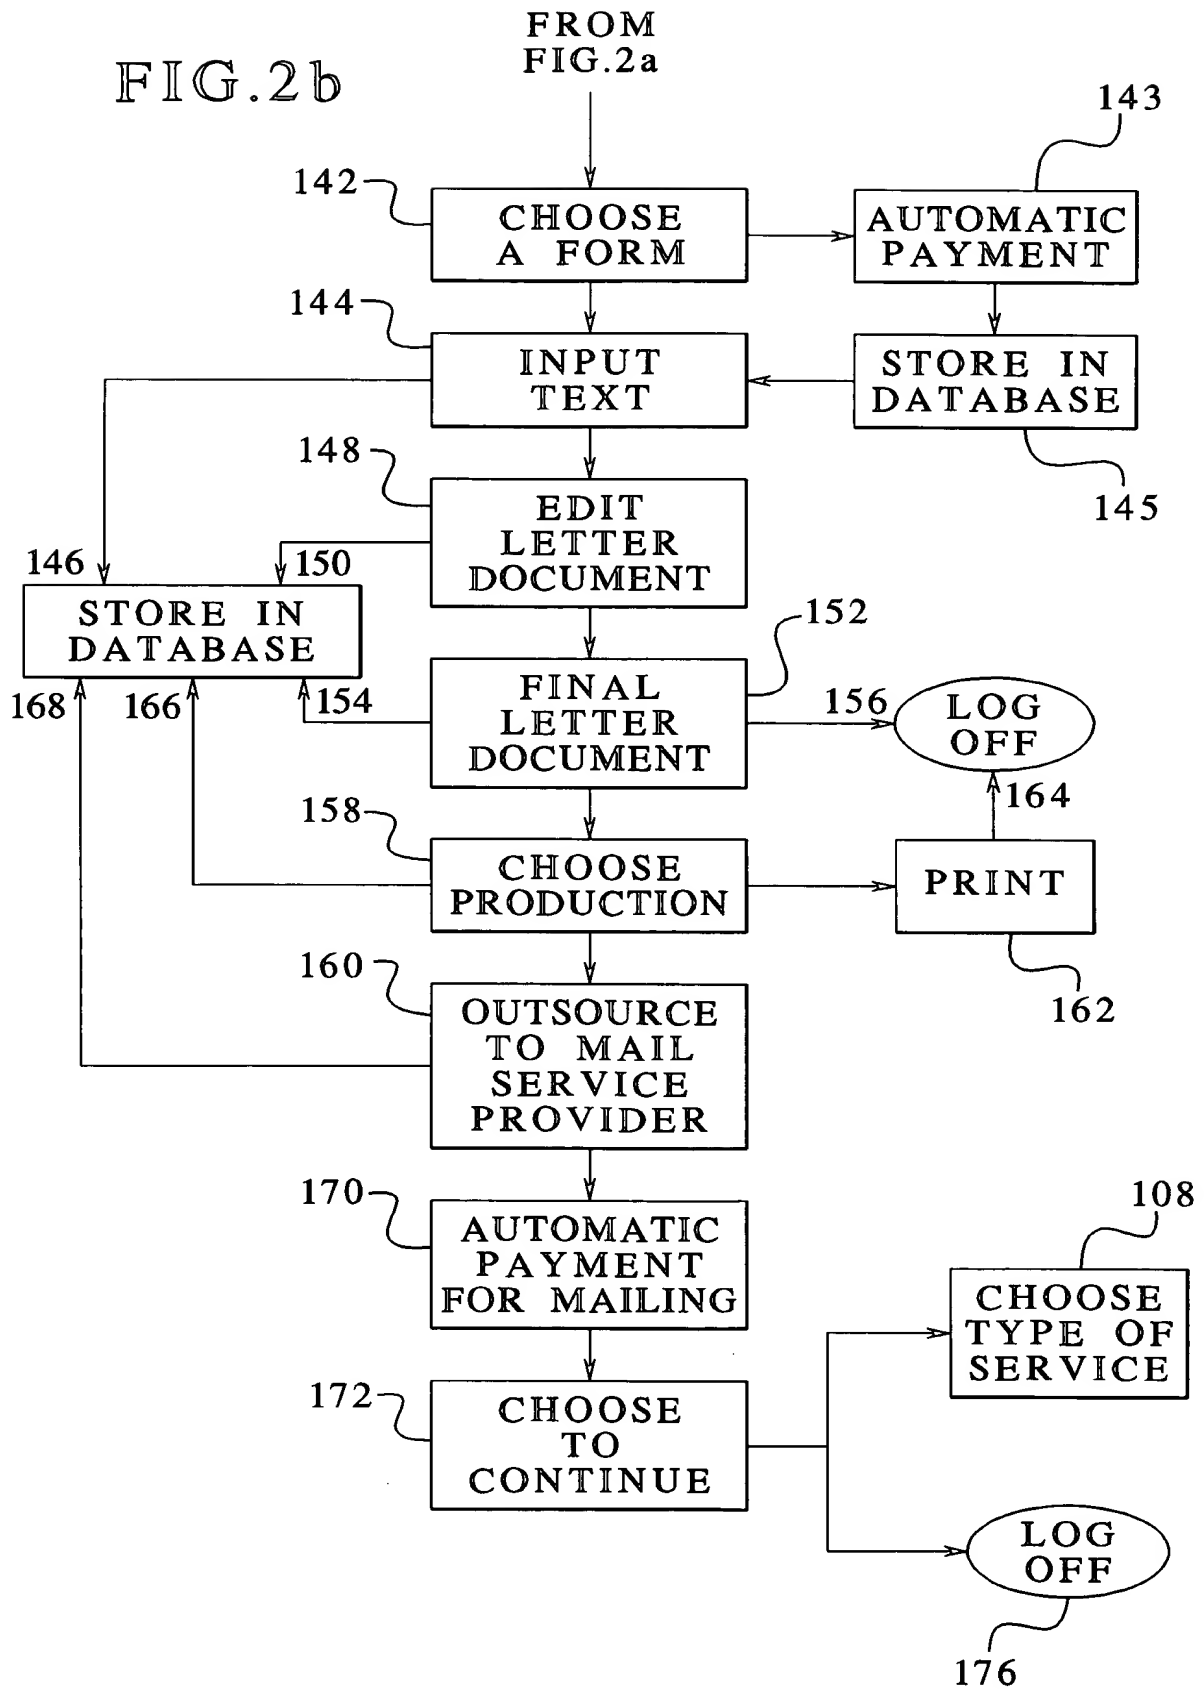 FROM
FIG.2a
FIG.2b
143
142
CHOOSE
A FORM
AUTOMATIC
PAYMENT
144
INPUT
TEXT
STORE IN
DATABASE
145
148
EDIT
LETTER
DOCUMENT
146
150
STORE IN
DATABASE
152
168
166
154
FINAL
LETTER
DOCUMENT
156
LOG
OFF
164
158
CHOOSE
PRODUCTION
PRINT
162
160
OUTSOURCE
TO MAIL
SERVICE
PROVIDER
170
AUTOMATIC
PAYMENT
FOR MAILING
108
CHOOSE
TYPE OF
SERVICE
172
CHOOSE
TO
CONTINUE
LOG
OFF
176